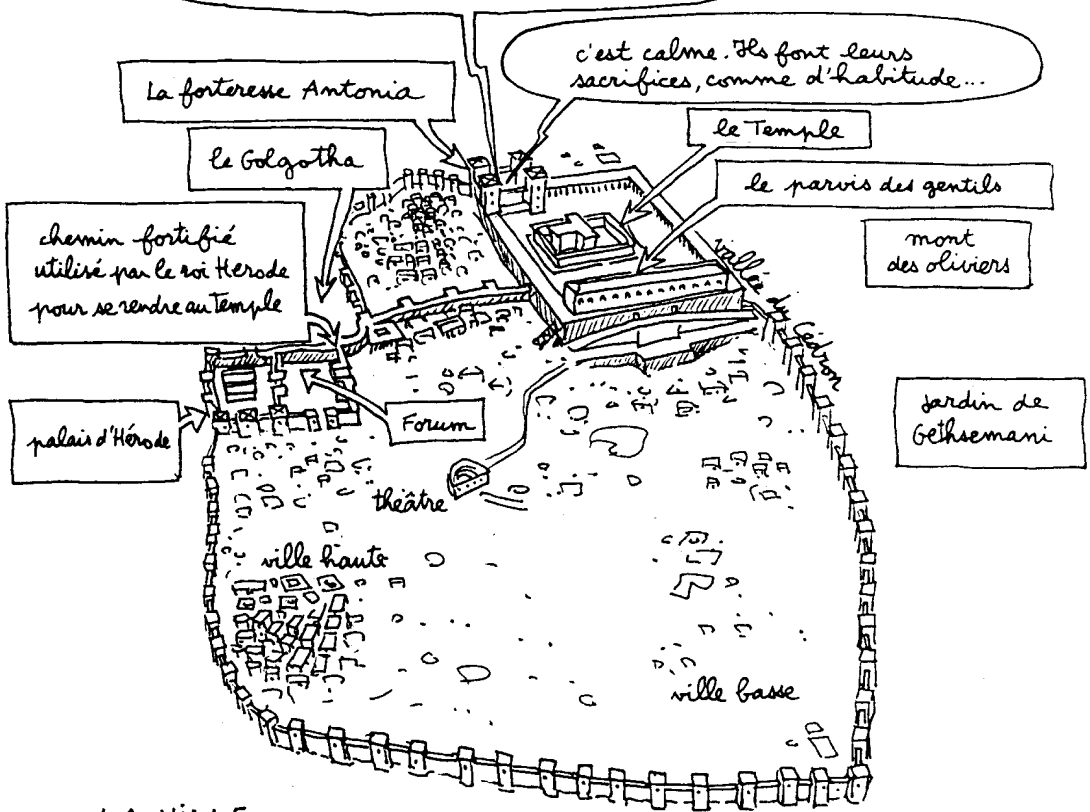 c'est calme. Ils font leurs
sacrifices, comme d'habitude...
La forteresse Antonia
le Temple
le Golgotha
le parvis des gentils
chemin fortifié
utilisé par le roi Herode
pour se rendre au Temple
mont
des oliviers
vallée du Cédron
palais d'Hérode
Forum
Jardin de
Gethsemani
théâtre
ville haute
ville basse